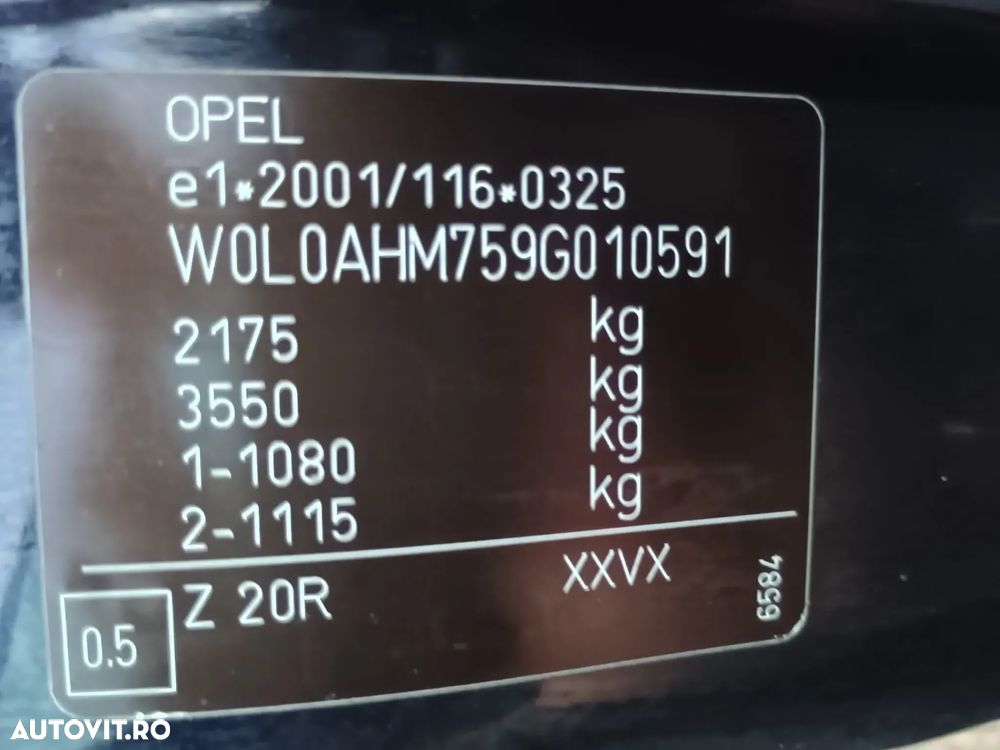 OPEL
e1*2001/116*0325
W0L0AHM759G010591
2175 kg
3550 kg
1-1080 kg
2-1115 kg
Z 20R XXVX
6584
0.5
AUTOVIT.RO